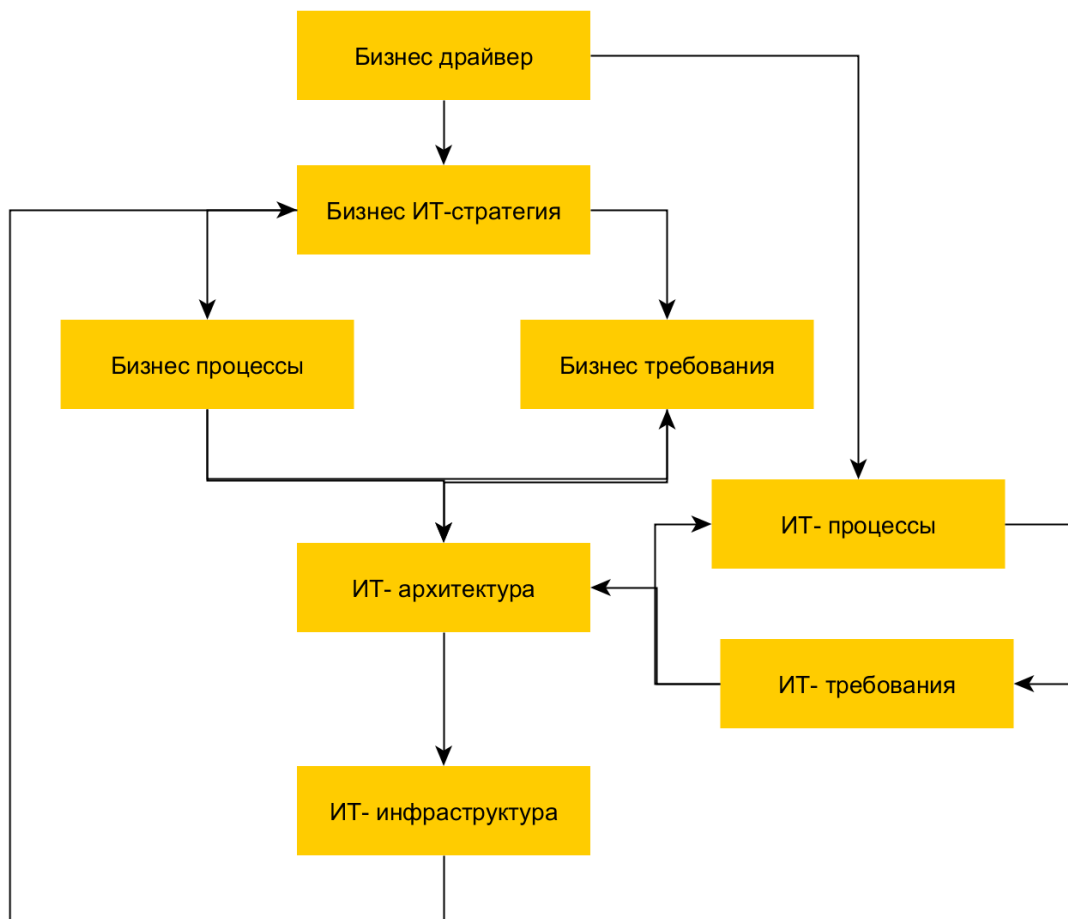 Бизнес драйвер
Бизнес ИТ-стратегия
Бизнес процессы
Бизнес требования
ИТ- процессы
ИТ- архитектура
ИТ- требования
ИТ- инфраструктура